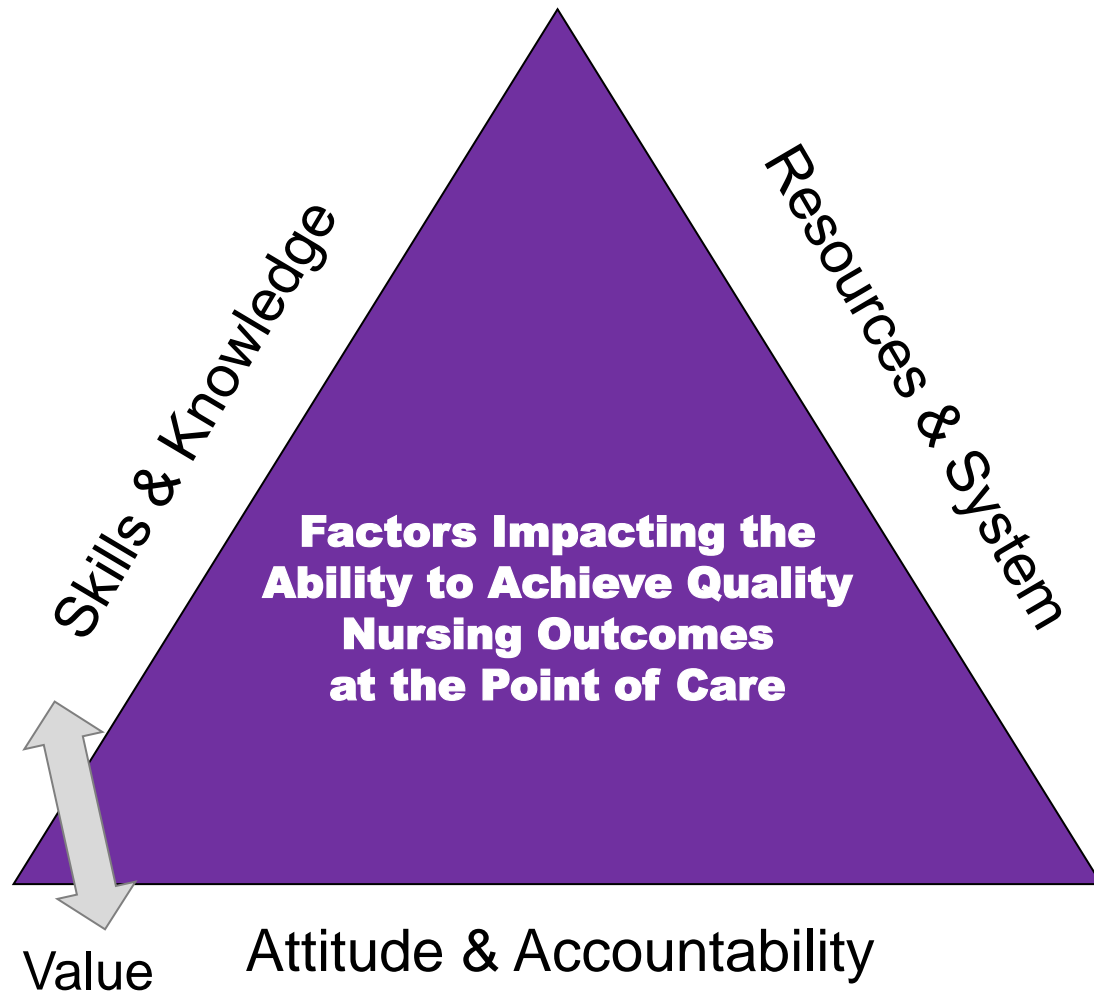 Skills & Knowledge
Resources & System
Factors Impacting the
Ability to Achieve Quality
Nursing Outcomes
at the Point of Care
Value
Attitude & Accountability